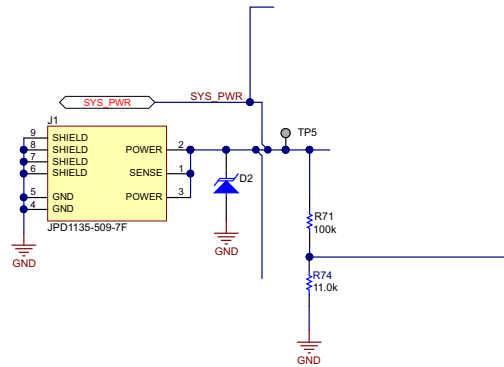 SYS_PWR
SYS_PWR
J1
TP5
9 SHIELD
8 SHIELD POWER 2
7 SHIELD
6 SHIELD SENSE 1
5 GND POWER 3
4 GND
JPD1135-509-7F
D2
R71
100k
GND
GND
R74
11.0k
GND